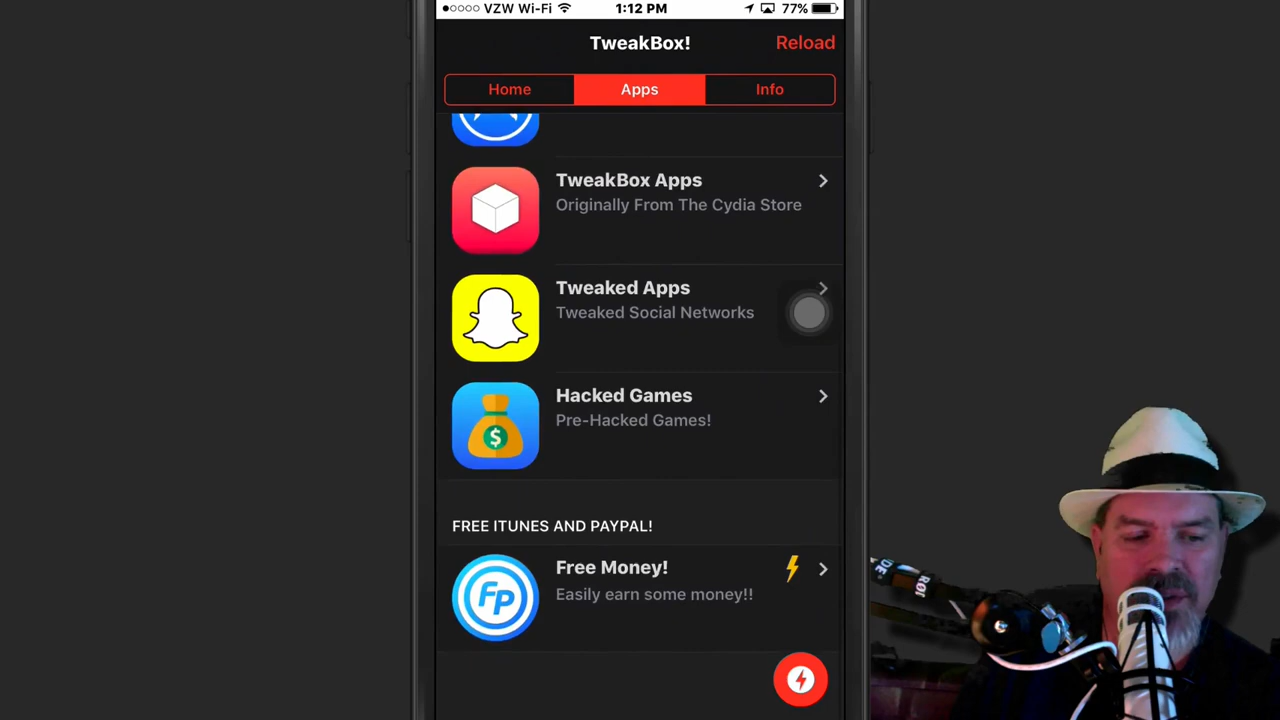 ●○○○○ VZW Wi-Fi 1:12 PM 77%
TweakBox! Reload
Home Apps Info
TweakBox Apps
Originally From The Cydia Store
Tweaked Apps
Tweaked Social Networks
Hacked Games
Pre-Hacked Games!
$
FREE ITUNES AND PAYPAL!
Free Money!
Easily earn some money!!
FP